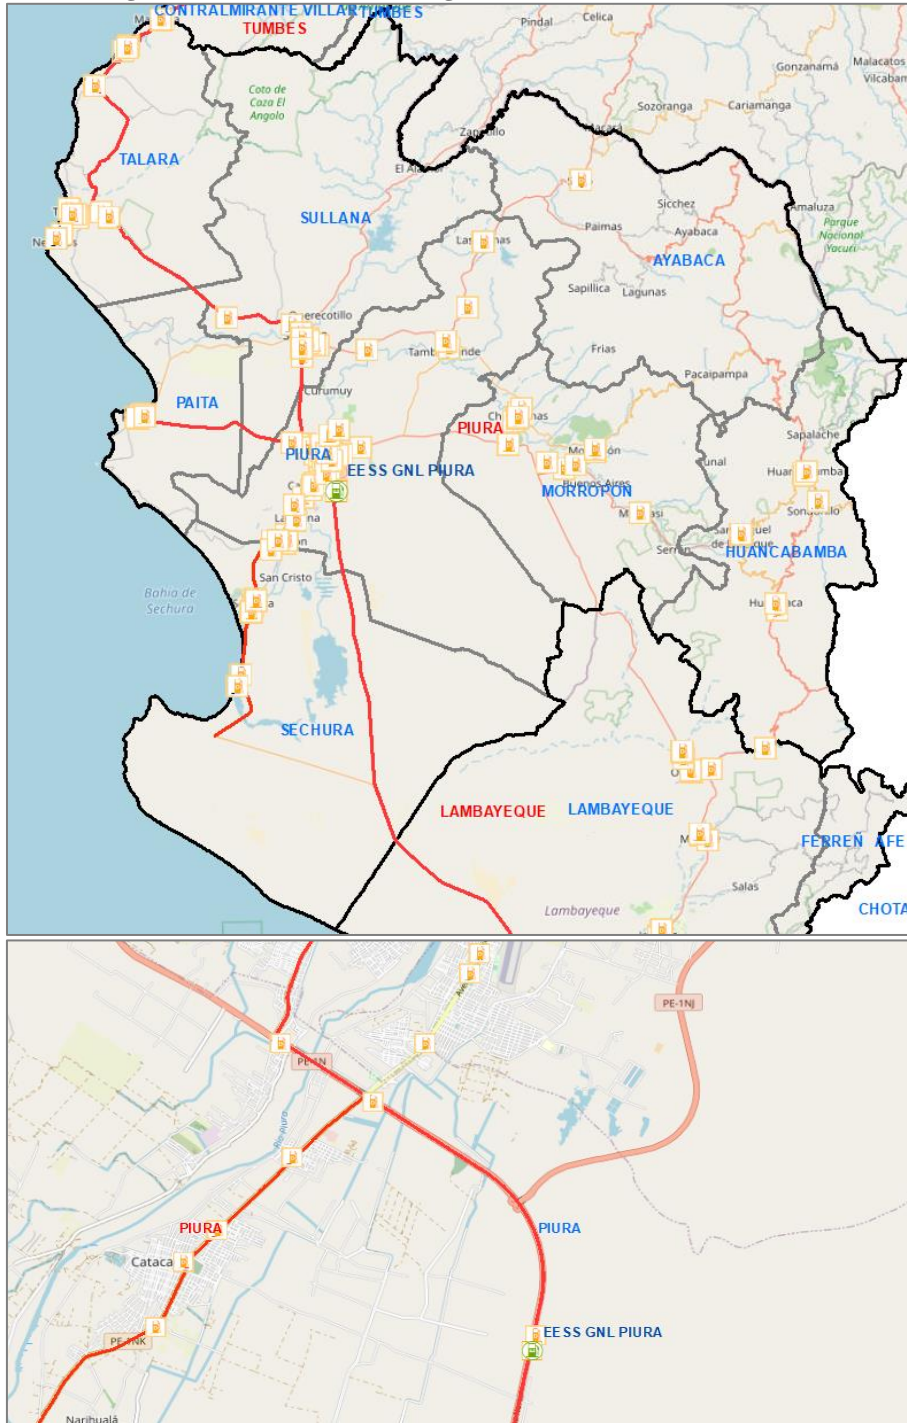 CONTRALMIRANTE VILLAR
TUMBES
TUMBES
Pindal
Celica
Gonzanamá
Malacatos
Vilcabam
Coto de
Caza El
Angolo
Sozoranga
Cariamanga
TALARA
SULLANA
Sicchez
Amaluza
Paimas
Ayabaca
Parque
Nacional
Yacuri
AYABACA
Sapillica
Lagunas
Frias
Pacaipampa
Curumuy
PAITA
PIURA
PIURA
EESS GNL PIURA
Sapalache
MORROPON
HUANCABAMBA
San Cristo
Bahía de
Sechura
SECHURA
LAMBAYEQUE
LAMBAYEQUE
FERREÑ AFE
Salas
Lambayeque
CHOTA
PE-1NJ
PE-1N
Río Piura
PIURA
PIURA
Cataca
EESS GNL PIURA
PE-1NK
Narihualá